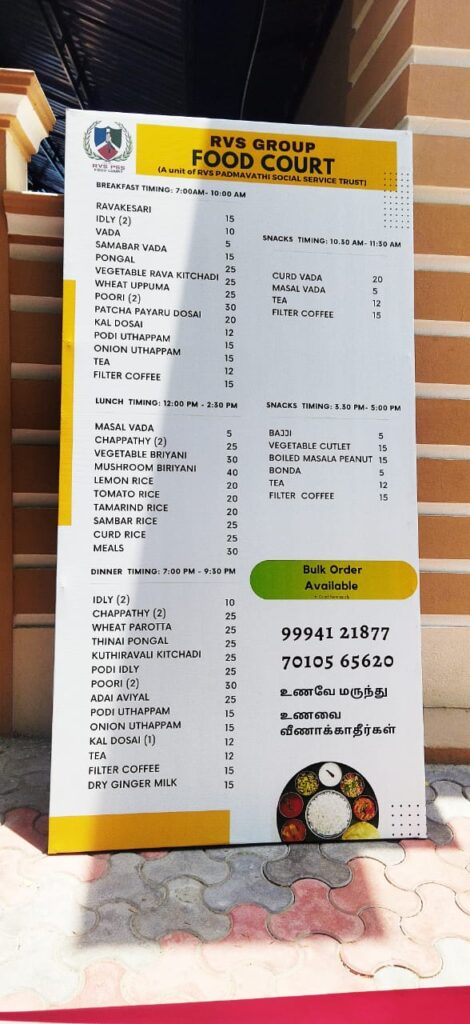 RVS PSS
FOOD COURT
RVS GROUP
FOOD COURT
(A unit of RVS PADMAVATHI SOCIAL SERVICE TRUST)
BREAKFAST TIMING: 7:00AM- 10:00 AM
RAVAKESARI 15
IDLY (2) 10
VADA 5
SAMABAR VADA 15
PONGAL 25
VEGETABLE RAVA KITCHADI 25
WHEAT UPPUMA 25
POORI (2) 30
PATCHA PAYARU DOSAI 20
KAL DOSAI 12
PODI UTHAPPAM 15
ONION UTHAPPAM 15
TEA 12
FILTER COFFEE 15
SNACKS TIMING: 10.30 AM- 11:30 AM
CURD VADA 20
MASAL VADA 5
TEA 12
FILTER COFFEE 15
LUNCH TIMING: 12:00 PM - 2:30 PM
MASAL VADA 5
CHAPPATHY (2) 25
VEGETABLE BRIYANI 30
MUSHROOM BIRIYANI 40
LEMON RICE 20
TOMATO RICE 20
TAMARIND RICE 20
SAMBAR RICE 25
CURD RICE 25
MEALS 30
SNACKS TIMING: 3.30 PM- 5:00 PM
BAJJI 5
VEGETABLE CUTLET 15
BOILED MASALA PEANUT 15
BONDA 5
TEA 12
FILTER COFFEE 15
DINNER TIMING: 7:00 PM - 9:30 PM
IDLY (2) 10
CHAPPATHY (2) 25
WHEAT PAROTTA 25
THINAI PONGAL 25
KUTHIRAVALI KITCHADI 25
PODI IDLY 25
POORI (2) 30
ADAI AVIYAL 25
PODI UTHAPPAM 15
ONION UTHAPPAM 15
KAL DOSAI (1) 12
TEA 12
FILTER COFFEE 15
DRY GINGER MILK 15
Bulk Order
Available
99941 21877
70105 65620
உணவே மருந்து
உணவை
வீணாக்காதீர்கள்